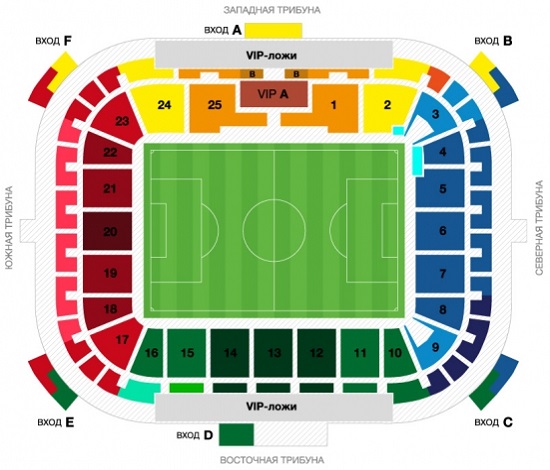 ЗАПАДНАЯ ТРИБУНА
ВХОД A
ВХОД F
ВХОД B
VIP-ложи
B
B
VIP A
24
25
1
2
23
3
22
4
21
5
ЮЖНАЯ ТРИБУНА
20
6
СЕВЕРНАЯ ТРИБУНА
19
7
18
8
17
9
16
15
14
13
12
11
10
VIP-ложи
ВХОД E
ВХОД D
ВХОД C
ВОСТОЧНАЯ ТРИБУНА